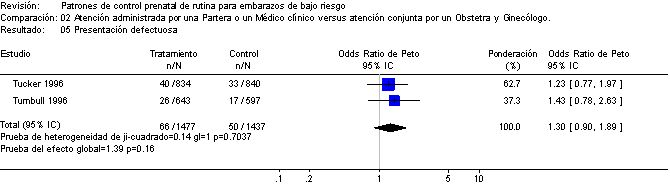 Revisión: Patrones de control prenatal de rutina para embarazos de bajo riesgo
Comparación: 02 Atención administrada por una Partera o un Médico clínico versus atención conjunta por un Obstetra y Ginecólogo.
Resultado: 05 Presentación defectuosa
Estudio Tratamiento Control Odds Ratio de Peto Ponderación Odds Ratio de Peto
n/N n/N 95% IC (%) 95% IC
Tucker 1996 40/834 33/840 62.7 1.23 [0.77, 1.97]
Turnbull 1996 26/643 17/597 37.3 1.43 [0.78, 2.63]
Total (95% IC) 66/1477 50/1437 100.0 1.30 [0.90, 1.89]
Prueba de heterogeneidad de ji-cuadrado=0.14 gl=1 p=0.7037
Prueba del efecto global=1.39 p=0.16
.1 .2 1 5 10